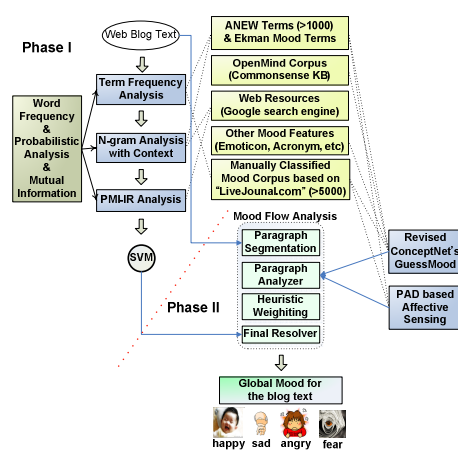 Phase I
Web Blog Text
Term Frequency
Analysis
N-gram Analysis
with Context
PMI-IR Analysis
SVM
Word
Frequency
&
Probabilistic
Analysis
&
Mutual
Information
ANEW Terms (>1000)
& Ekman Mood Terms
OpenMind Corpus
(Commonsense KB)
Web Resources
(Google search engine)
Other Mood Features
(Emoticon, Acronym, etc)
Manually Classified
Mood Corpus based on
"LiveJounal.com" (>5000)
Mood Flow Analysis
Paragraph
Segmentation
Paragraph
Analyzer
Heuristic
Weighiting
Final Resolver
Phase II
Revised
ConceptNet's
GuessMood
PAD based
Affective
Sensing
Global Mood for
the blog text
happy sad angry fear